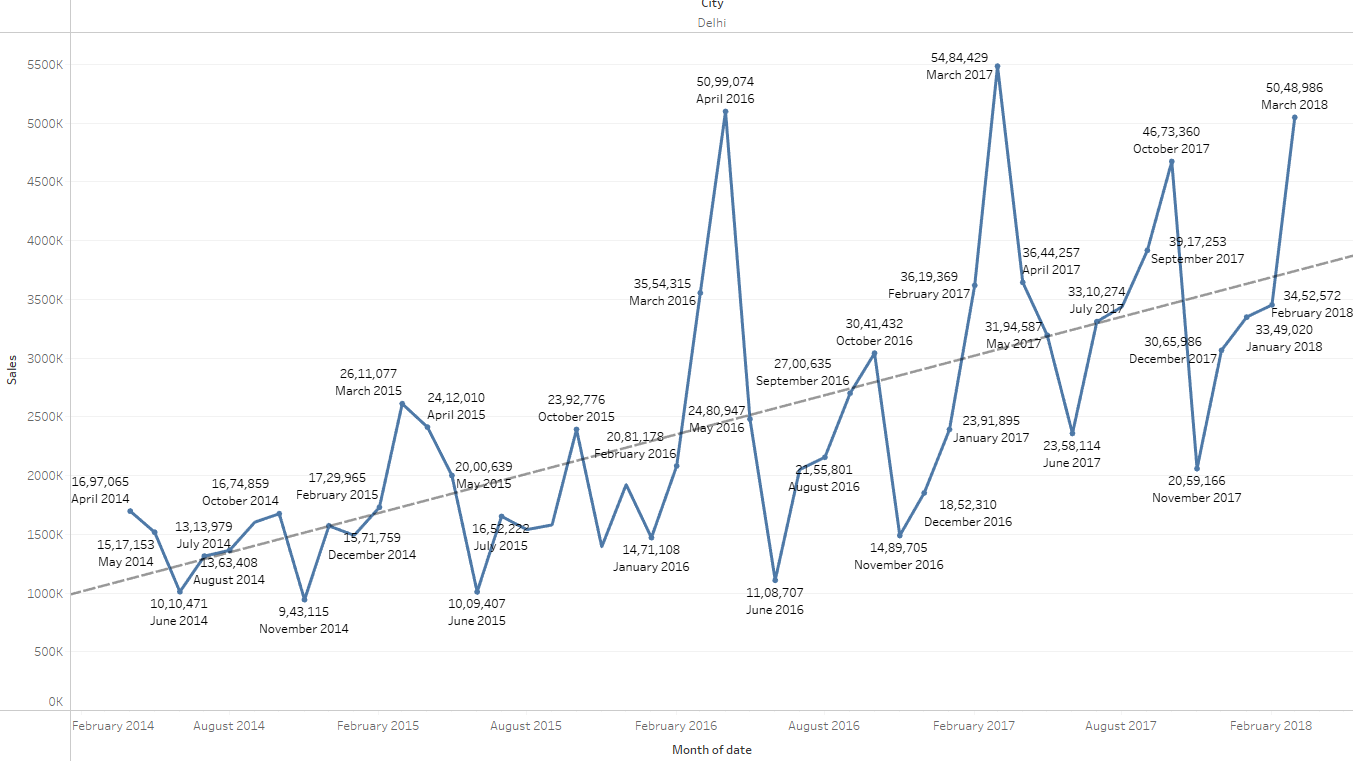 City
Delhi
5500K
5000K
4500K
4000K
3500K
3000K
2500K
2000K
1500K
1000K
500K
0K
Sales
16,97,065
April 2014
15,17,153
May 2014
10,10,471
June 2014
13,13,979
July 2014
13,63,408
August 2014
16,74,859
October 2014
9,43,115
November 2014
15,71,759
December 2014
17,29,965
February 2015
26,11,077
March 2015
24,12,010
April 2015
20,00,639
May 2015
10,09,407
June 2015
16,52,222
July 2015
23,92,776
October 2015
14,71,108
January 2016
20,81,178
February 2016
35,54,315
March 2016
50,99,074
April 2016
24,80,947
May 2016
11,08,707
June 2016
21,55,801
August 2016
27,00,635
September 2016
30,41,432
October 2016
14,89,705
November 2016
18,52,310
December 2016
23,91,895
January 2017
36,19,369
February 2017
54,84,429
March 2017
36,44,257
April 2017
31,94,587
May 2017
23,58,114
June 2017
33,10,274
July 2017
39,17,253
September 2017
46,73,360
October 2017
20,59,166
November 2017
30,65,986
December 2017
33,49,020
January 2018
34,52,572
February 2018
50,48,986
March 2018
February 2014
August 2014
February 2015
August 2015
February 2016
August 2016
February 2017
August 2017
February 2018
Month of date